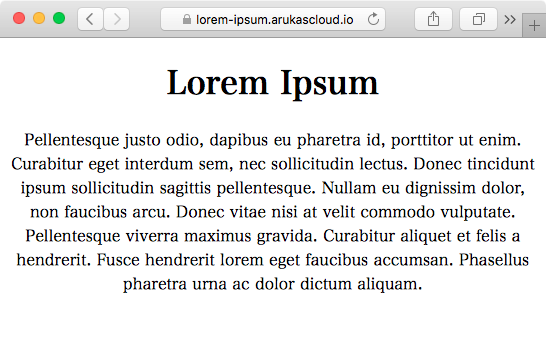 lorem-ipsum.arukascloud.io
Lorem Ipsum
Pellentesque justo odio, dapibus eu pharetra id, porttitor ut enim.
Curabitur eget interdum sem, nec sollicitudin lectus. Donec tincidunt
ipsum sollicitudin sagittis pellentesque. Nullam eu dignissim dolor,
non faucibus arcu. Donec vitae nisi at velit commodo vulputate.
Pellentesque viverra maximus gravida. Curabitur aliquet et felis a
hendrerit. Fusce hendrerit lorem eget faucibus accumsan. Phasellus
pharetra urna ac dolor dictum aliquam.